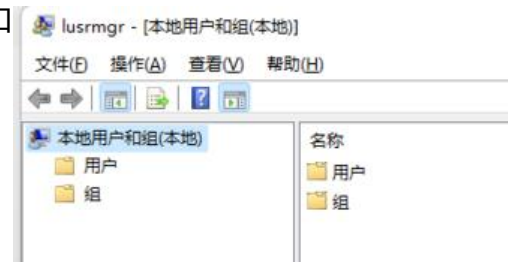 lusrmgr - [本地用户和组(本地)]
文件(F) 操作(A) 查看(V) 帮助(H)
本地用户和组(本地)
用户
组
名称
用户
组